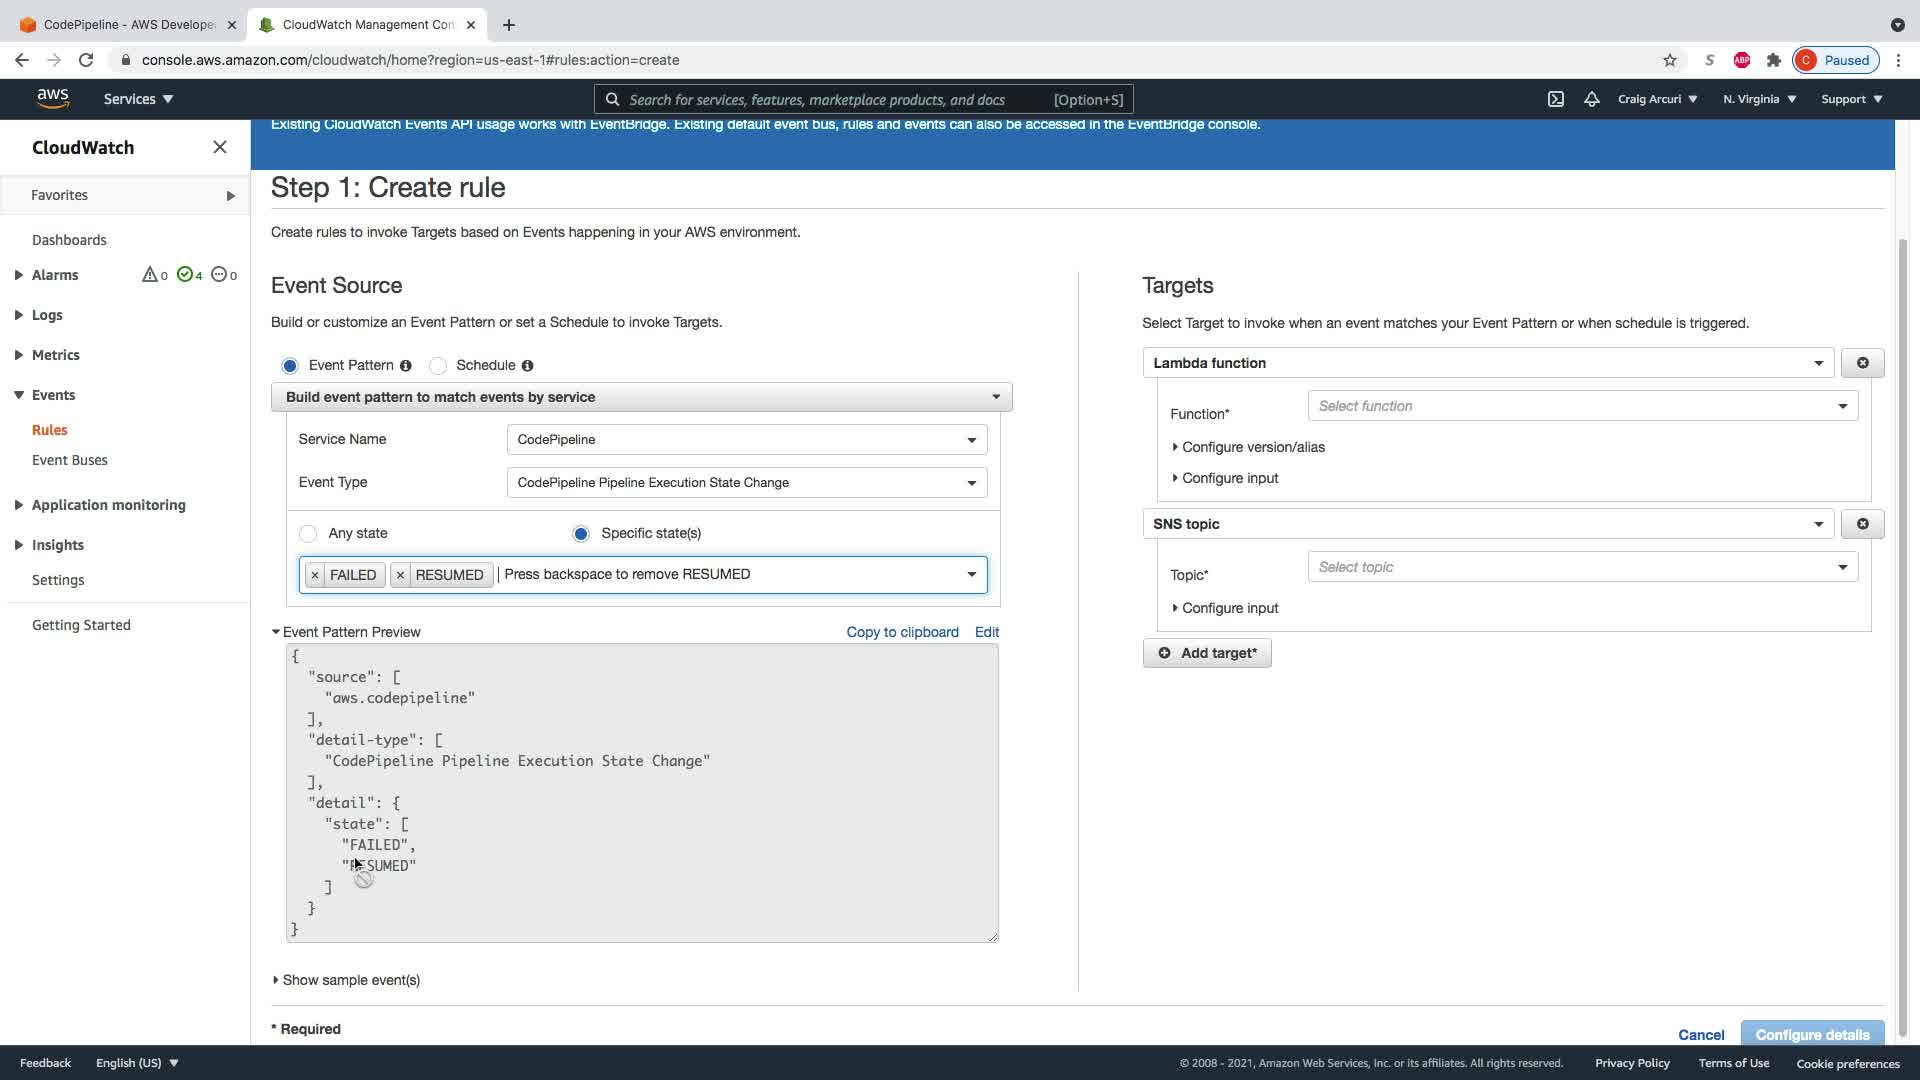 CodePipeline - AWS Develope
CloudWatch Management Con
console.aws.amazon.com/cloudwatch/home?region=us-east-1#rules:action=create
S
ABP
C
Paused
aws
Services
Search for services, features, marketplace products, and docs
[Option+S]
Craig Arcuri
N. Virginia
Support
CloudWatch
Favorites
Dashboards
Alarms
0
4
0
Logs
Metrics
Events
Rules
Event Buses
Application monitoring
Insights
Settings
Getting Started
Existing CloudWatch Events API usage works with EventBridge. Existing default event bus, rules and events can also be accessed in the EventBridge console.
Step 1: Create rule
Create rules to invoke Targets based on Events happening in your AWS environment.
Event Source
Build or customize an Event Pattern or set a Schedule to invoke Targets.
Event Pattern
Schedule
Build event pattern to match events by service
Service Name
CodePipeline
Event Type
CodePipeline Pipeline Execution State Change
Any state
Specific state(s)
× FAILED × RESUMED Press backspace to remove RESUMED
Event Pattern Preview
Copy to clipboard
Edit
{
"source": [
"aws.codepipeline"
],
"detail-type": [
"CodePipeline Pipeline Execution State Change"
],
"detail": {
"state": [
"FAILED",
"RESUMED"
]
}
}
Show sample event(s)
* Required
Targets
Select Target to invoke when an event matches your Event Pattern or when schedule is triggered.
Lambda function
Function*
Select function
Configure version/alias
Configure input
SNS topic
Topic*
Select topic
Configure input
Add target*
Cancel
Configure details
Feedback
English (US)
© 2008 - 2021, Amazon Web Services, Inc. or its affiliates. All rights reserved.
Privacy Policy
Terms of Use
Cookie preferences